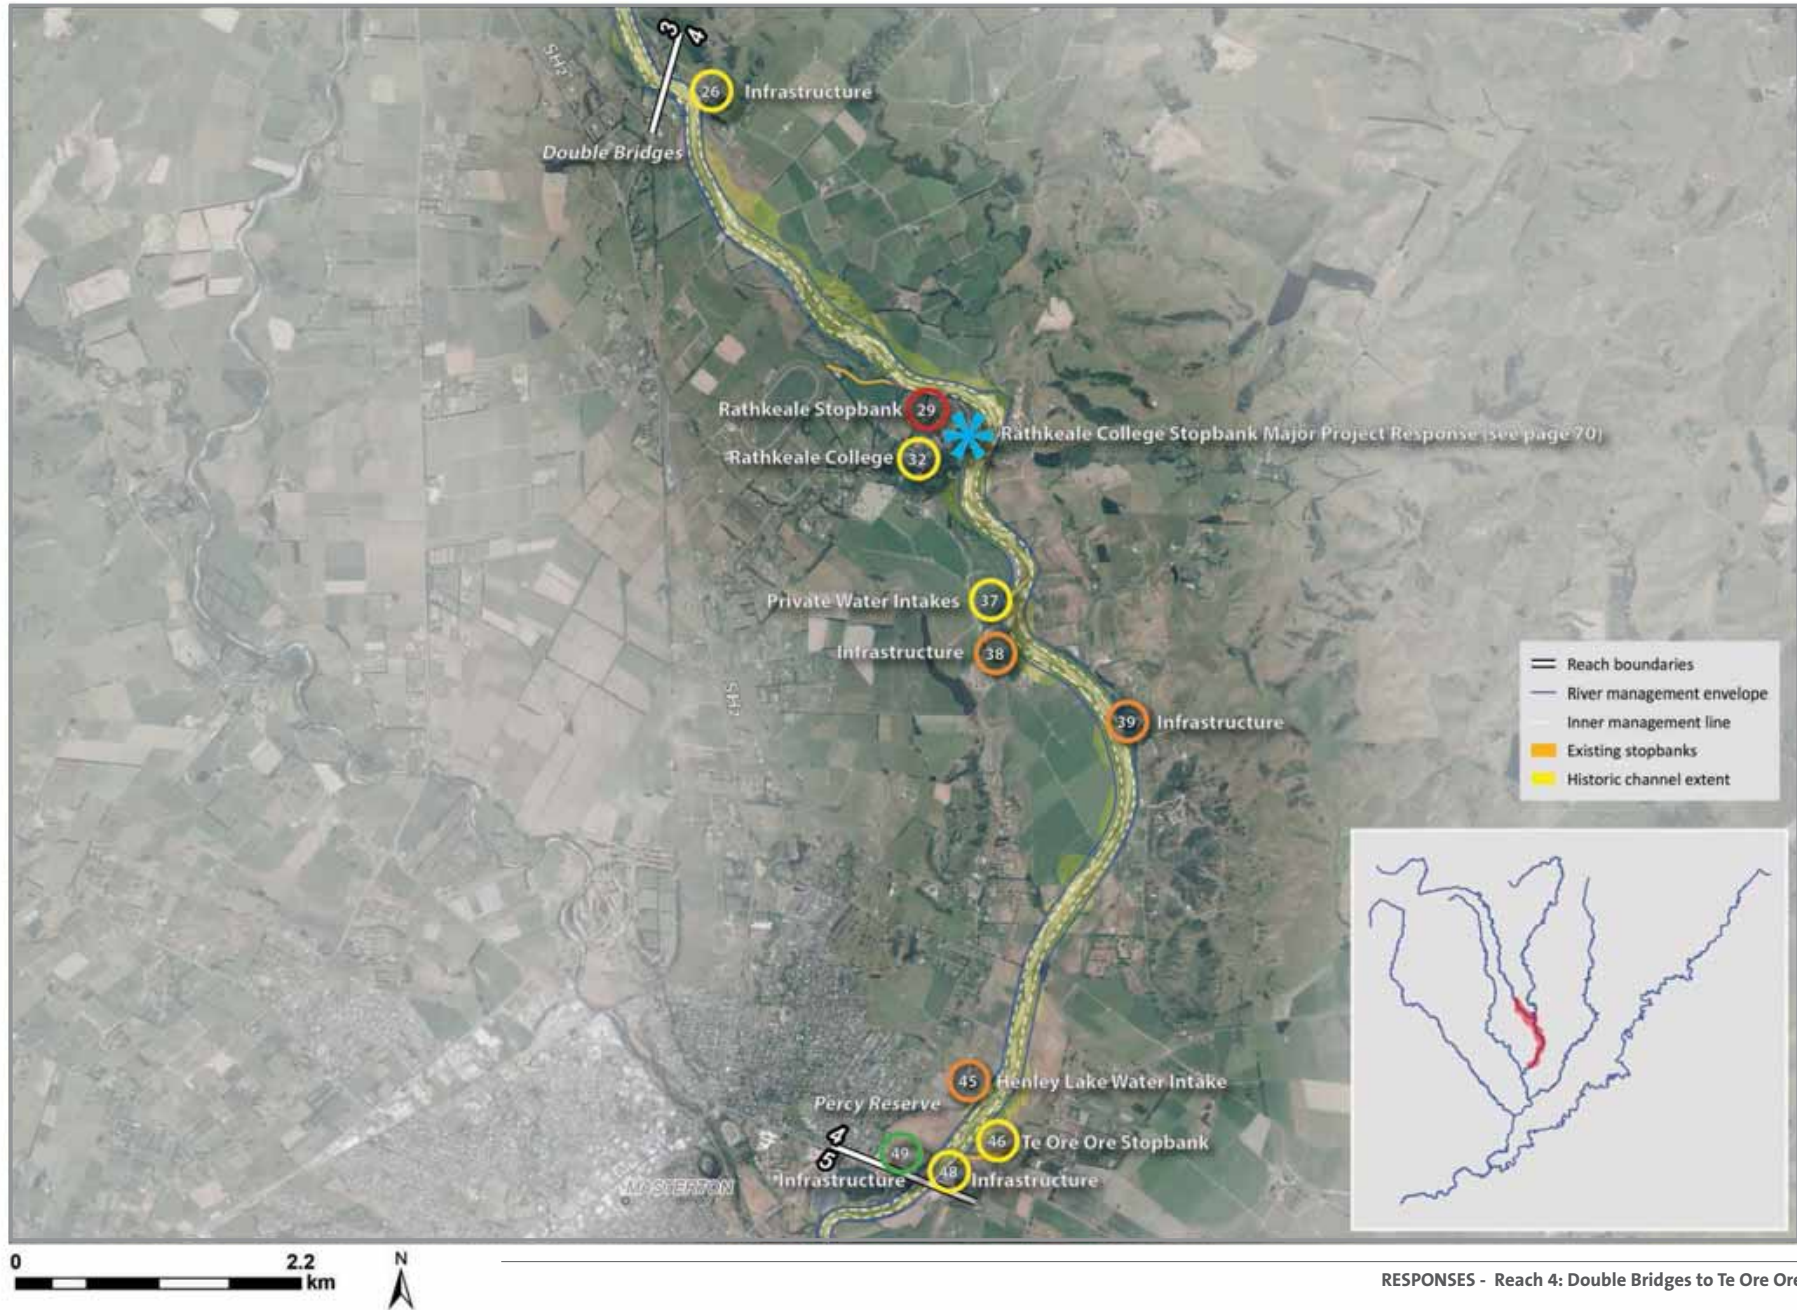 3 4
SH2
26 Infrastructure
Double Bridges
Rathkeale Stopbank 29
Rathkeale College Stopbank Major Project Response (see page 70)
Rathkeale College 32
Private Water Intakes 37
Infrastructure 38
SH2
39 Infrastructure
Reach boundaries
River management envelope
Inner management line
Existing stopbanks
Historic channel extent
45 Henley Lake Water Intake
Percy Reserve
4
5
46 Te Ore Ore Stopbank
49
48
Infrastructure
Infrastructure
MASTERTON
0 2.2
km
N
RESPONSES - Reach 4: Double Bridges to Te Ore Ore